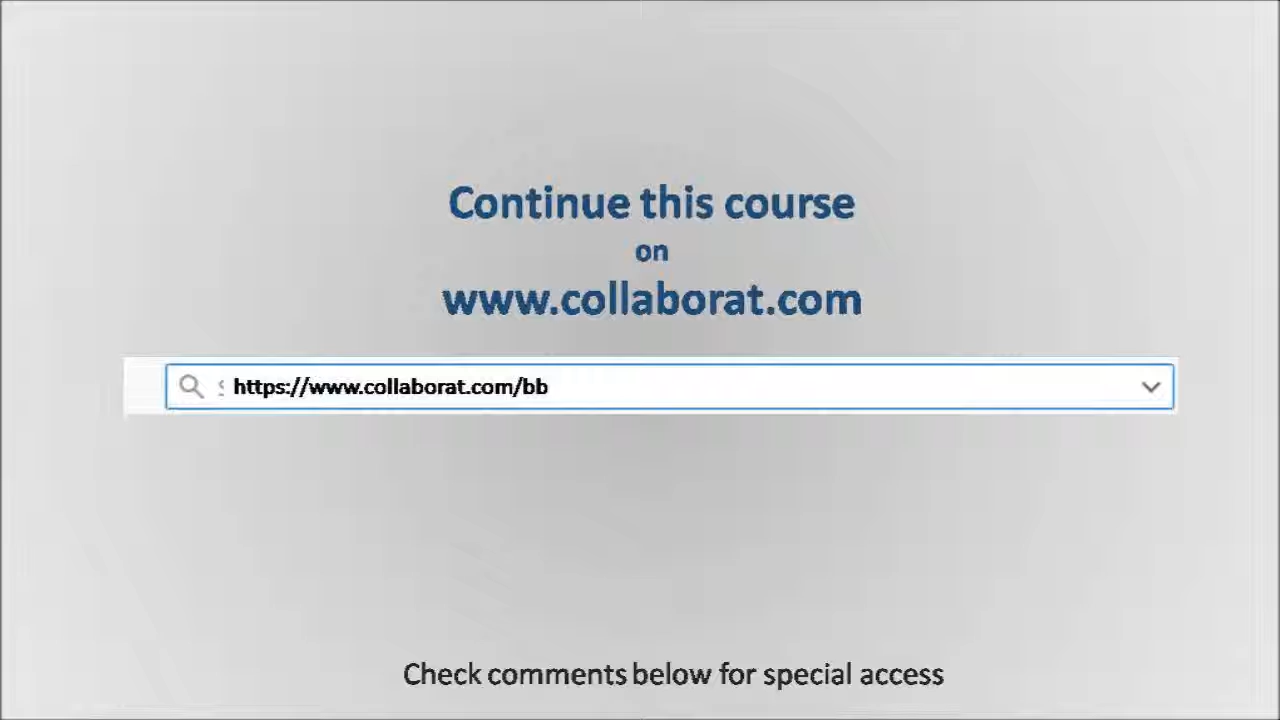 Continue this course
on
www.collaborat.com
https://www.collaborat.com/bb
Check comments below for special access